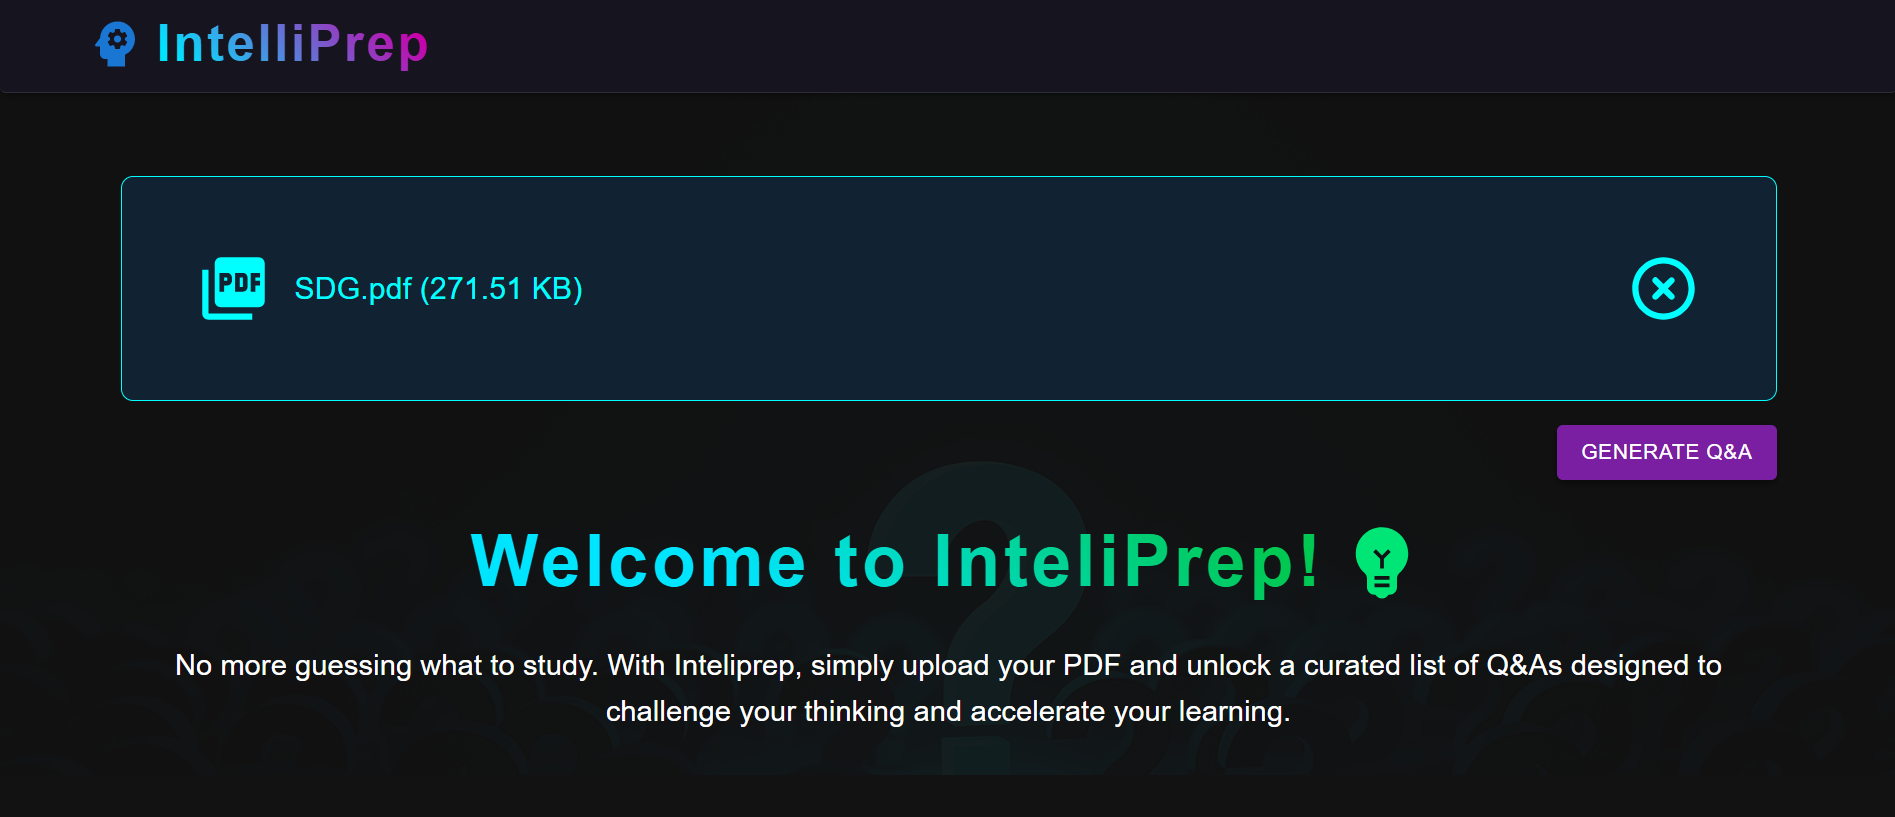 IntelliPrep
PDF
SDG.pdf (271.51 KB)
GENERATE Q&A
Welcome to InteliPrep!
No more guessing what to study. With Inteliprep, simply upload your PDF and unlock a curated list of Q&As designed to
challenge your thinking and accelerate your learning.